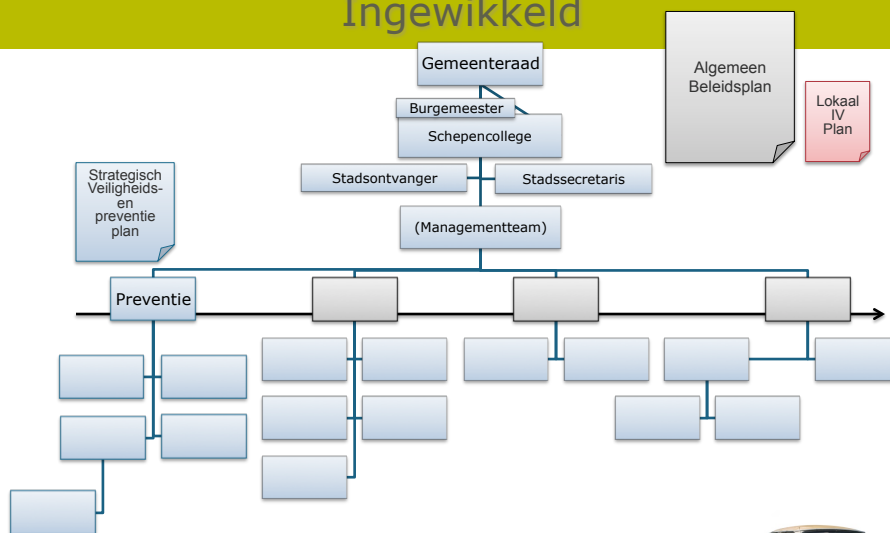 Ingewikkeld
Gemeenteraad
Burgemeester
Schepencollege
Algemeen
Beleidsplan
Lokaal
IV
Plan
Strategisch
Veiligheids-
en
preventie
plan
Stadsontvanger
Stadssecretaris
(Managementteam)
Preventie